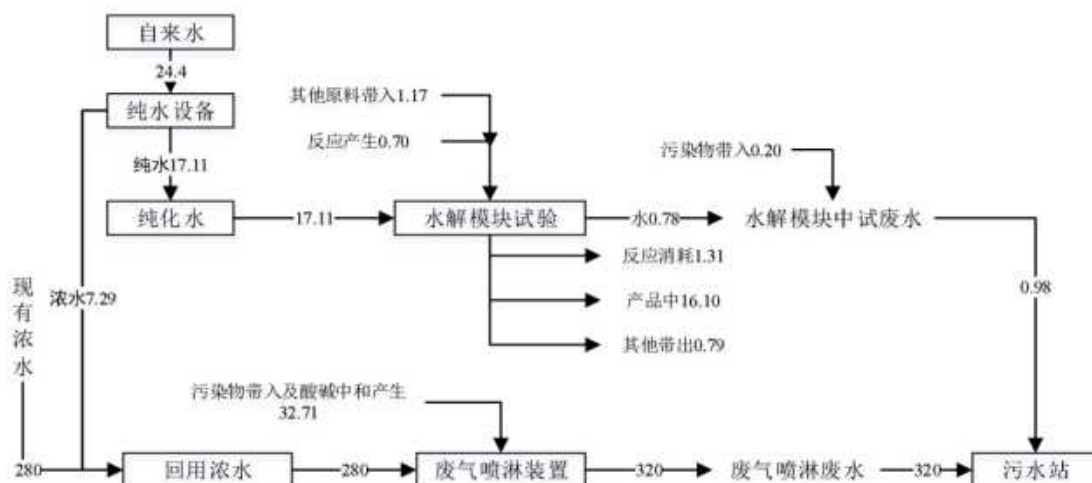 自来水
24.4
纯水设备
其他原料带入1.17
反应产生0.70
纯水17.11
污染物带入0.20
纯化水
17.11
水解模块试验
水0.78
水解模块中试废水
反应消耗1.31
现有浓水
浓水7.29
产品中16.10
0.98
其他带出0.79
污染物带入及酸碱中和产生
32.71
280
回用浓水
280
废气喷淋装置
320
废气喷淋废水
320
污水站